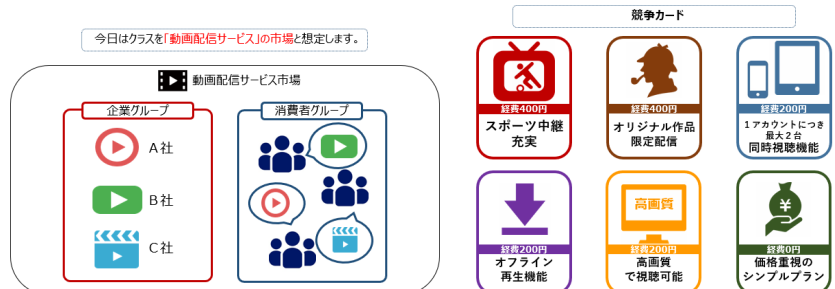 今日はクラスを「動画配信サービス」の市場と想定します。
動画配信サービス市場
企業グループ
A社
B社
C社
消費者グループ
競争カード
経費400円
スポーツ中継
充実
経費400円
オリジナル作品
限定配信
経費200円
1アカウントにつき
最大2台
同時視聴機能
経費200円
オフライン
再生機能
高画質
経費200円
高画質
で視聴可能
¥
経費0円
価格重視の
シンプルプラン